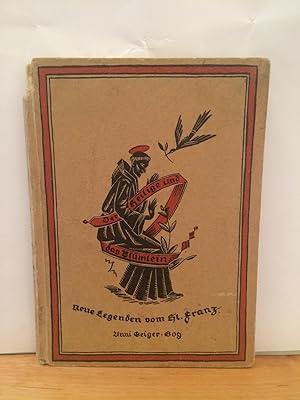 Der Heilige und
das Blümlein
Neue Legenden vom Hl. Franz.
Anni Geiger-Gog